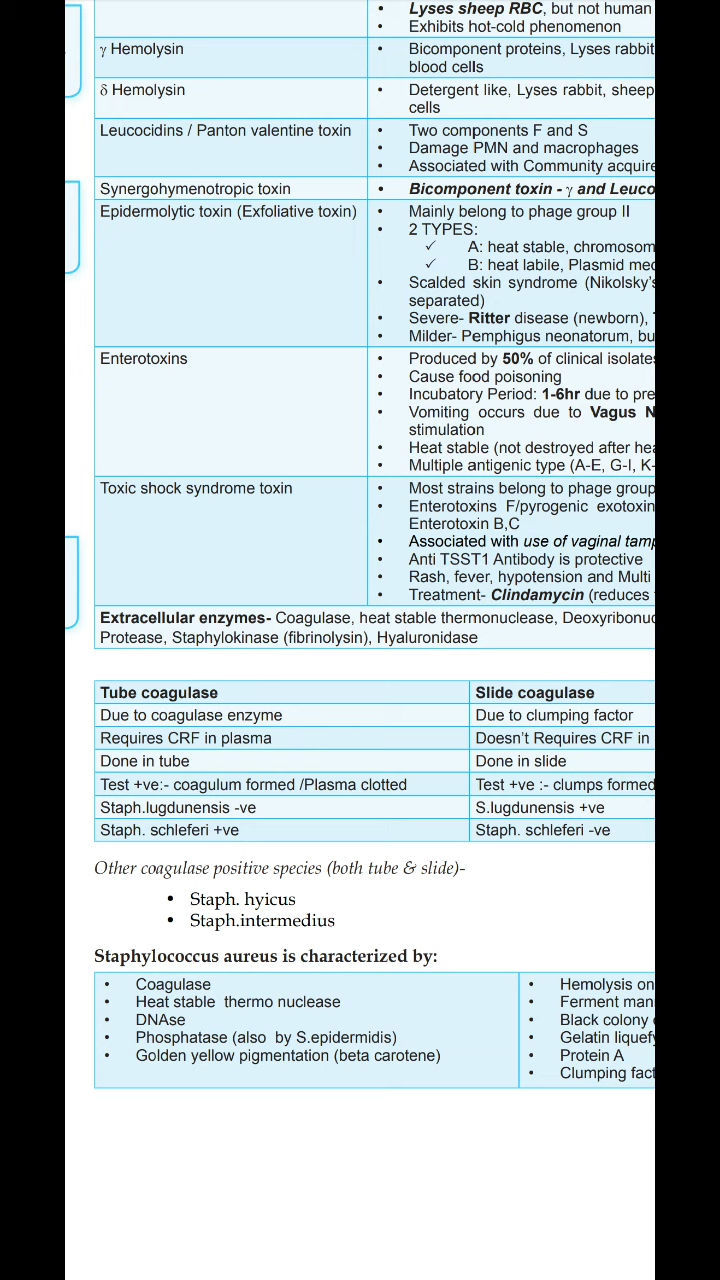 Lyses sheep RBC, but not human
Exhibits hot-cold phenomenon
γ Hemolysin
Bicomponent proteins, Lyses rabbit
blood cells
δ Hemolysin
Detergent like, Lyses rabbit, sheep
cells
Leucocidins / Panton valentine toxin
Two components F and S
Damage PMN and macrophages
Associated with Community acquire
Synergohymenotropic toxin
Bicomponent toxin - γ and Leuco
Epidermolytic toxin (Exfoliative toxin)
Mainly belong to phage group II
2 TYPES:
✓ A: heat stable, chromosom
✓ B: heat labile, Plasmid med
Scalded skin syndrome (Nikolsky's
separated)
Severe- Ritter disease (newborn),
Milder- Pemphigus neonatorum, bu
Enterotoxins
Produced by 50% of clinical isolates
Cause food poisoning
Incubatory Period: 1-6hr due to pre
Vomiting occurs due to Vagus N
stimulation
Heat stable (not destroyed after hea
Multiple antigenic type (A-E, G-I, K-
Toxic shock syndrome toxin
Most strains belong to phage group
Enterotoxins F/pyrogenic exotoxin
Enterotoxin B,C
Associated with use of vaginal tamp
Anti TSST1 Antibody is protective
Rash, fever, hypotension and Multi
Treatment- Clindamycin (reduces
Extracellular enzymes- Coagulase, heat stable thermonuclease, Deoxyribonuc
Protease, Staphylokinase (fibrinolysin), Hyaluronidase
Tube coagulase Slide coagulase
Due to coagulase enzyme Due to clumping factor
Requires CRF in plasma Doesn't Requires CRF in
Done in tube Done in slide
Test +ve:- coagulum formed /Plasma clotted Test +ve :- clumps formed
Staph.lugdunensis -ve S.lugdunensis +ve
Staph. schleferi +ve Staph. schleferi -ve
Other coagulase positive species (both tube & slide)-
• Staph. hyicus
• Staph.intermedius
Staphylococcus aureus is characterized by:
• Coagulase
• Heat stable thermo nuclease
• DNAse
• Phosphatase (also by S.epidermidis)
• Golden yellow pigmentation (beta carotene)
• Hemolysis on
• Ferment man
• Black colony
• Gelatin liquefy
• Protein A
• Clumping fact